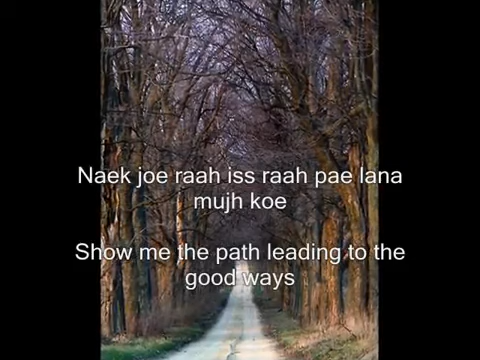 Naek joe raah iss raah pae lana
mujh koe
Show me the path leading to the
good ways